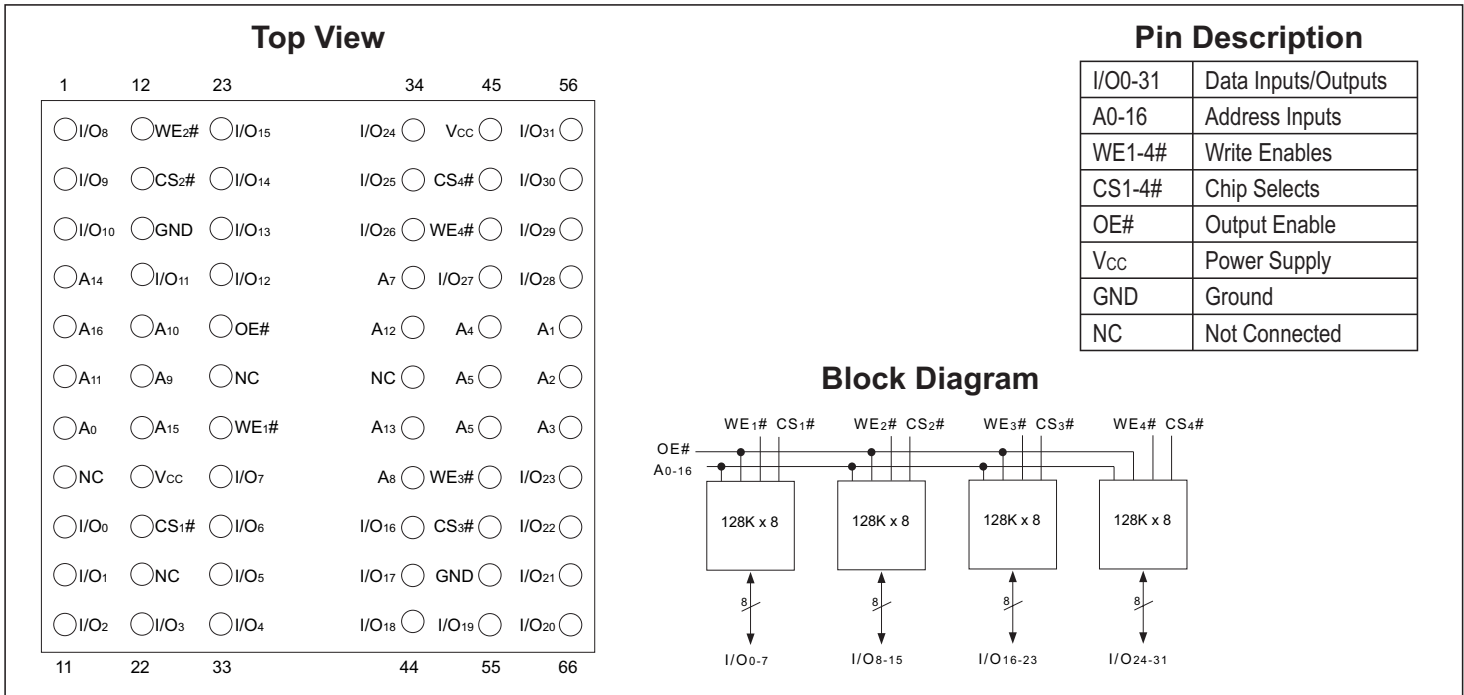 Top View
1 12 23 34 45 56
I/O8 WE2# I/O15 I/O24 VCC I/O31
I/O9 CS2# I/O14 I/O25 CS4# I/O30
I/O10 GND I/O13 I/O26 WE4# I/O29
A14 I/O11 I/O12 A7 I/O27 I/O28
A16 A10 OE# A12 A4 A1
A11 A9 NC NC A5 A2
A0 A15 WE1# A13 A5 A3
NC VCC I/O7 A8 WE3# I/O23
I/O0 CS1# I/O6 I/O16 CS3# I/O22
I/O1 NC I/O5 I/O17 GND I/O21
I/O2 I/O3 I/O4 I/O18 I/O19 I/O20
11 22 33 44 55 66
Pin Description
I/O0-31 Data Inputs/Outputs
A0-16 Address Inputs
WE1-4# Write Enables
CS1-4# Chip Selects
OE# Output Enable
VCC Power Supply
GND Ground
NC Not Connected
Block Diagram
WE1# CS1# WE2# CS2# WE3# CS3# WE4# CS4#
OE#
A0-16
128K x 8 128K x 8 128K x 8 128K x 8
8 8 8 8
I/O0-7 I/O8-15 I/O16-23 I/O24-31